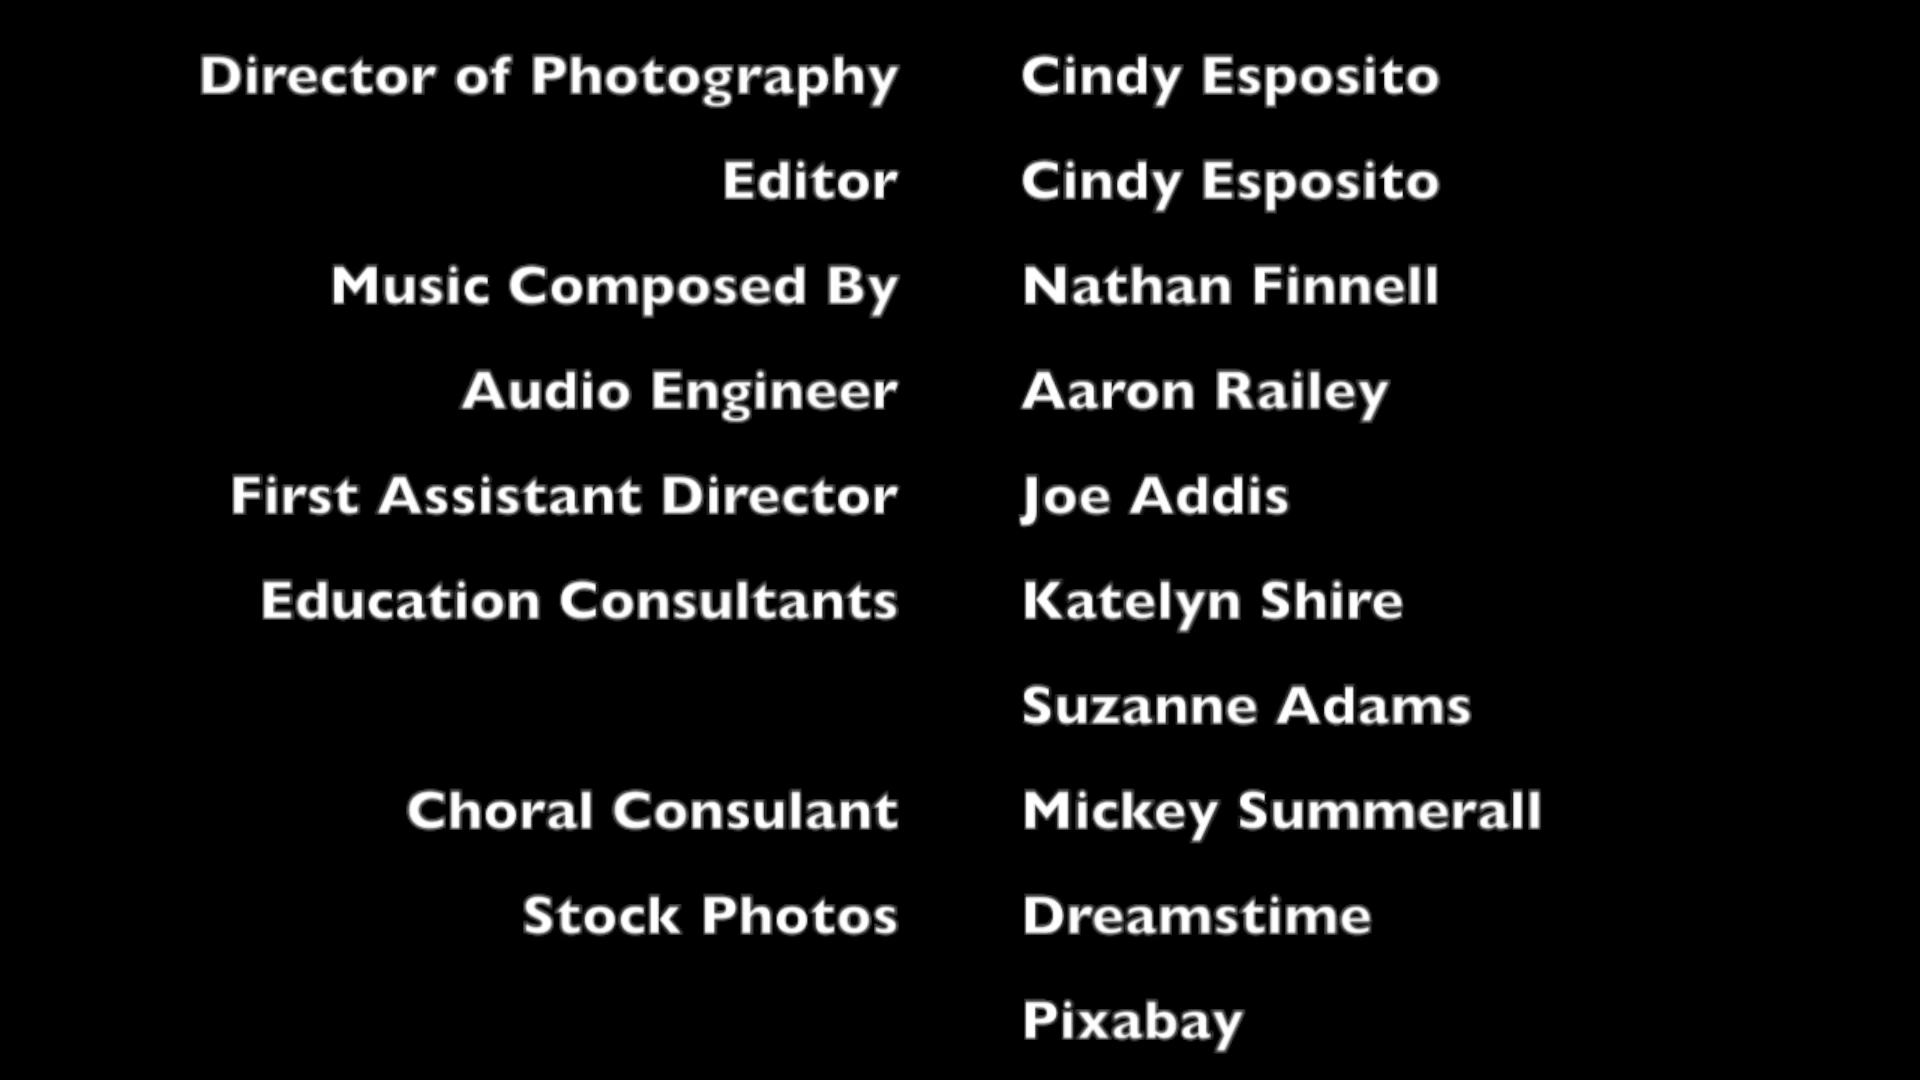 Director of Photography Cindy Esposito
Editor Cindy Esposito
Music Composed By Nathan Finnell
Audio Engineer Aaron Railey
First Assistant Director Joe Addis
Education Consultants Katelyn Shire
Suzanne Adams
Choral Consulant Mickey Summerall
Stock Photos Dreamstime
Pixabay